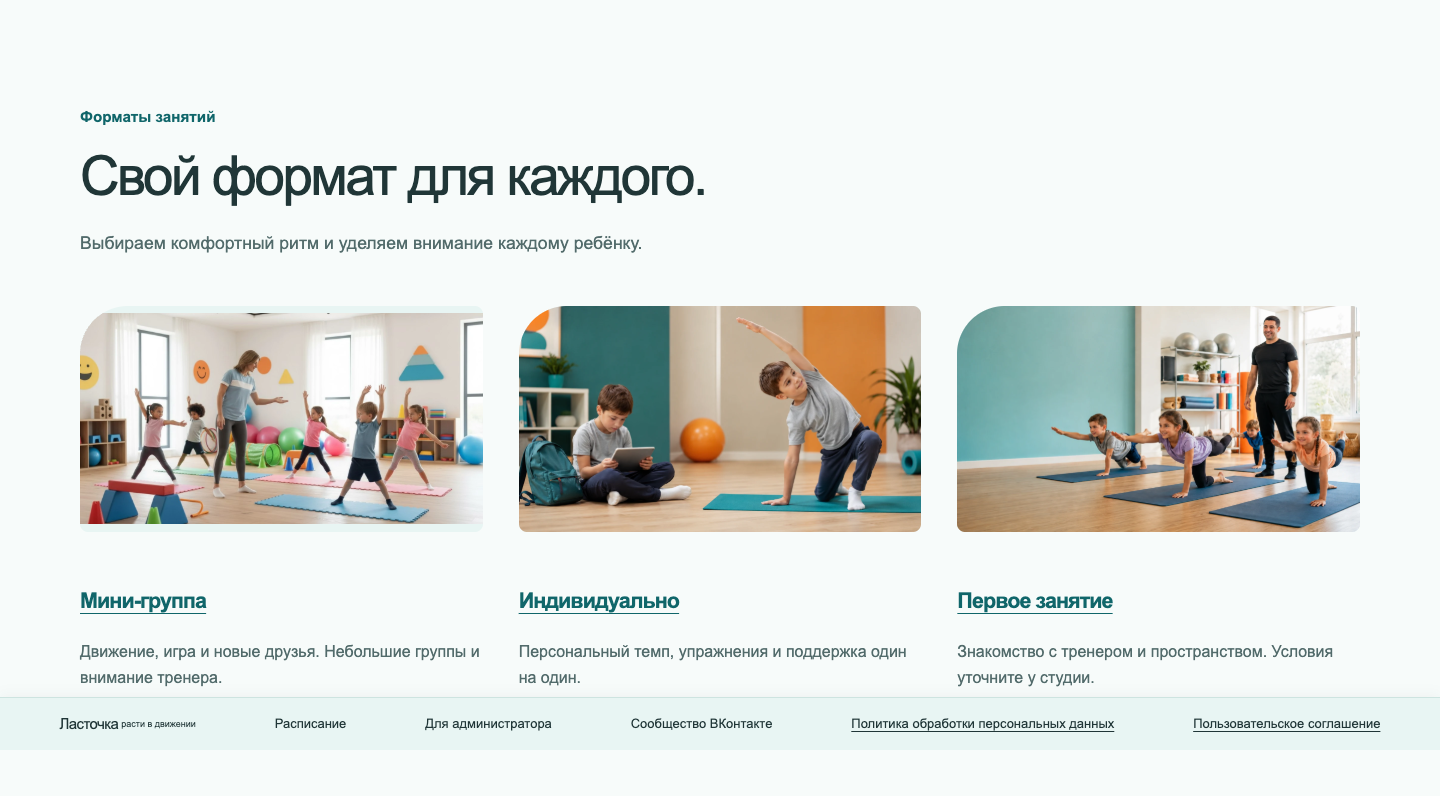 Форматы занятий
Свой формат для каждого.
Выбираем комфортный ритм и уделяем внимание каждому ребёнку.
Мини-группа
Движение, игра и новые друзья. Небольшие группы и
внимание тренера.
Индивидуально
Персональный темп, упражнения и поддержка один
на один.
Первое занятие
Знакомство с тренером и пространством. Условия
уточните у студии.
Ласточка расти в движении Расписание Для администратора Сообщество ВКонтакте Политика обработки персональных данных Пользовательское соглашение